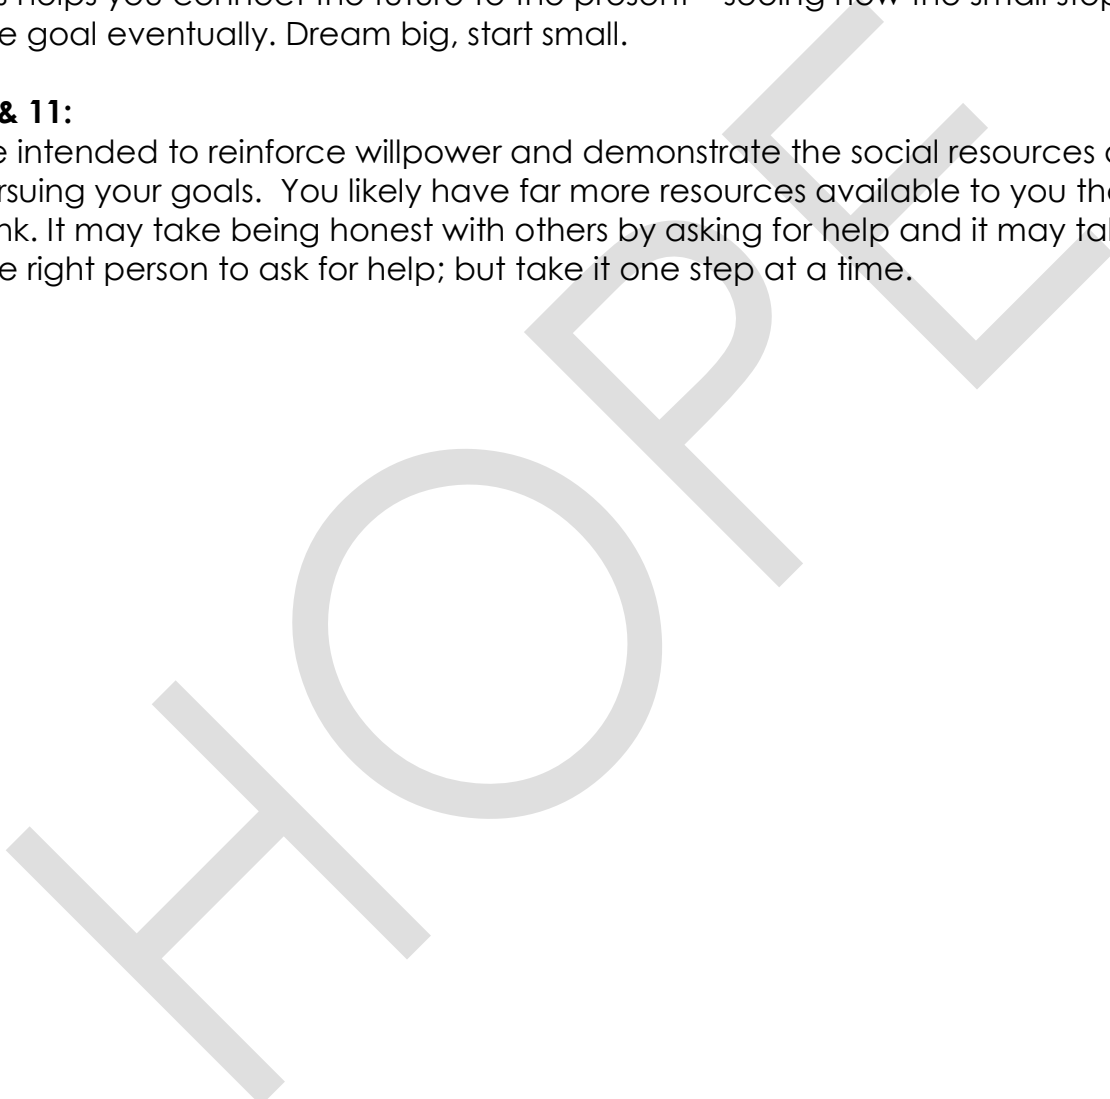 helps you connect the future to the present – seeing how the small step
goal eventually. Dream big, start small.
& 11:
intended to reinforce willpower and demonstrate the social resources
your goals. You likely have far more resources available to you
It may take being honest with others by asking for help and it may
right person to ask for help; but take it one step at a time.
HOPE